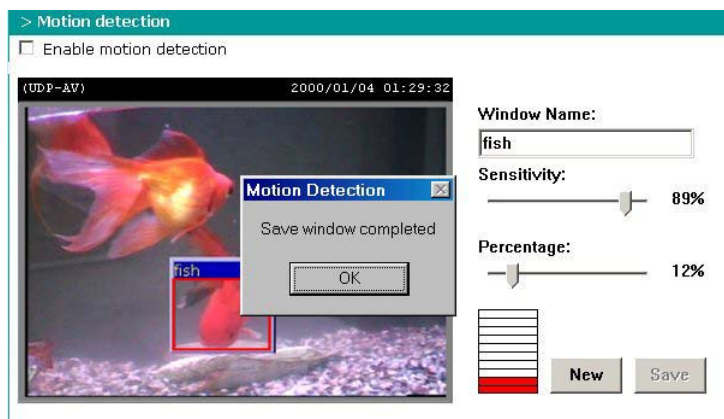 > Motion detection
Enable motion detection
(UDP-AV) 2000/01/04 01:29:32
Window Name:
fish
Sensitivity:
89%
Motion Detection
Save window completed
OK
fish
Percentage:
12%
New Save